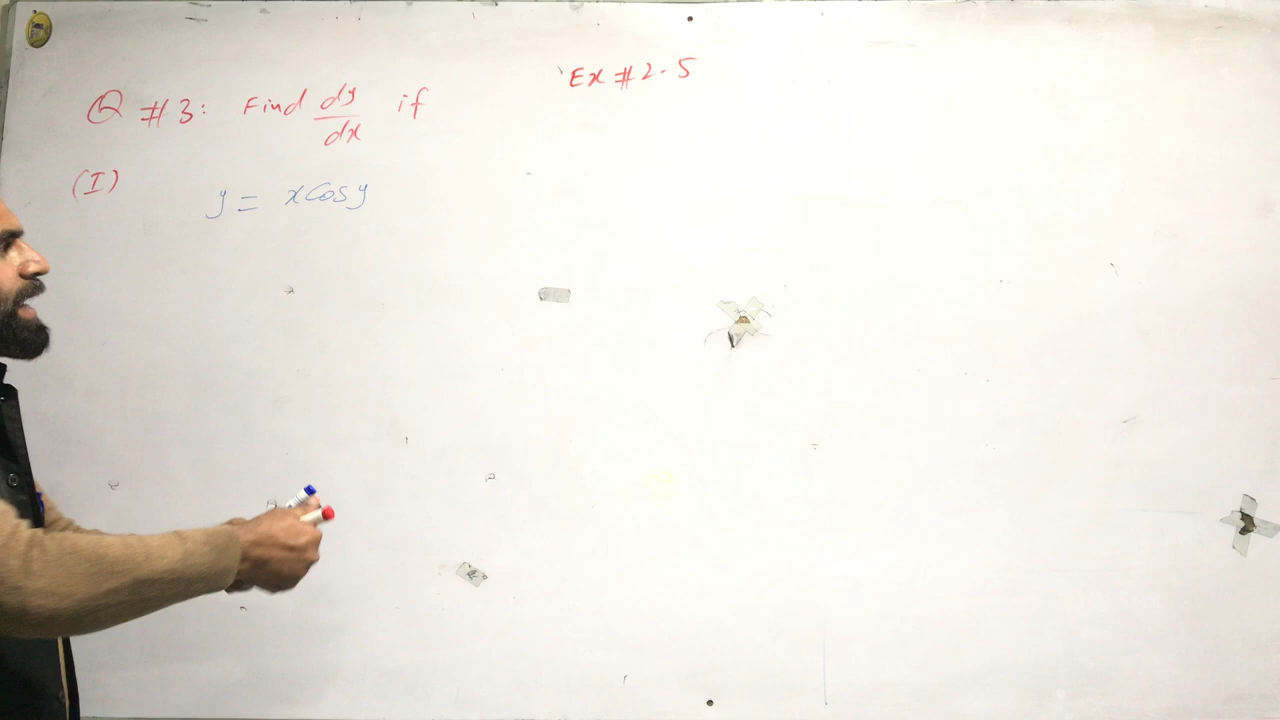 Ex #2.5
Q #3: Find dy/dx if
(I) y = x Cos y